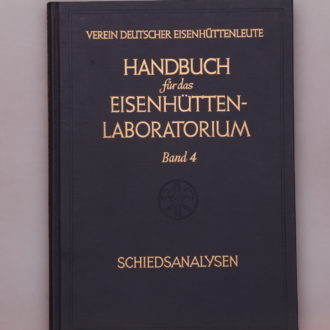 VEREIN DEUTSCHER EISENHÜTTENLEUTE
HANDBUCH
für das
EISENHÜTTEN-
LABORATORIUM
Band 4
SCHIEDSANALYSEN